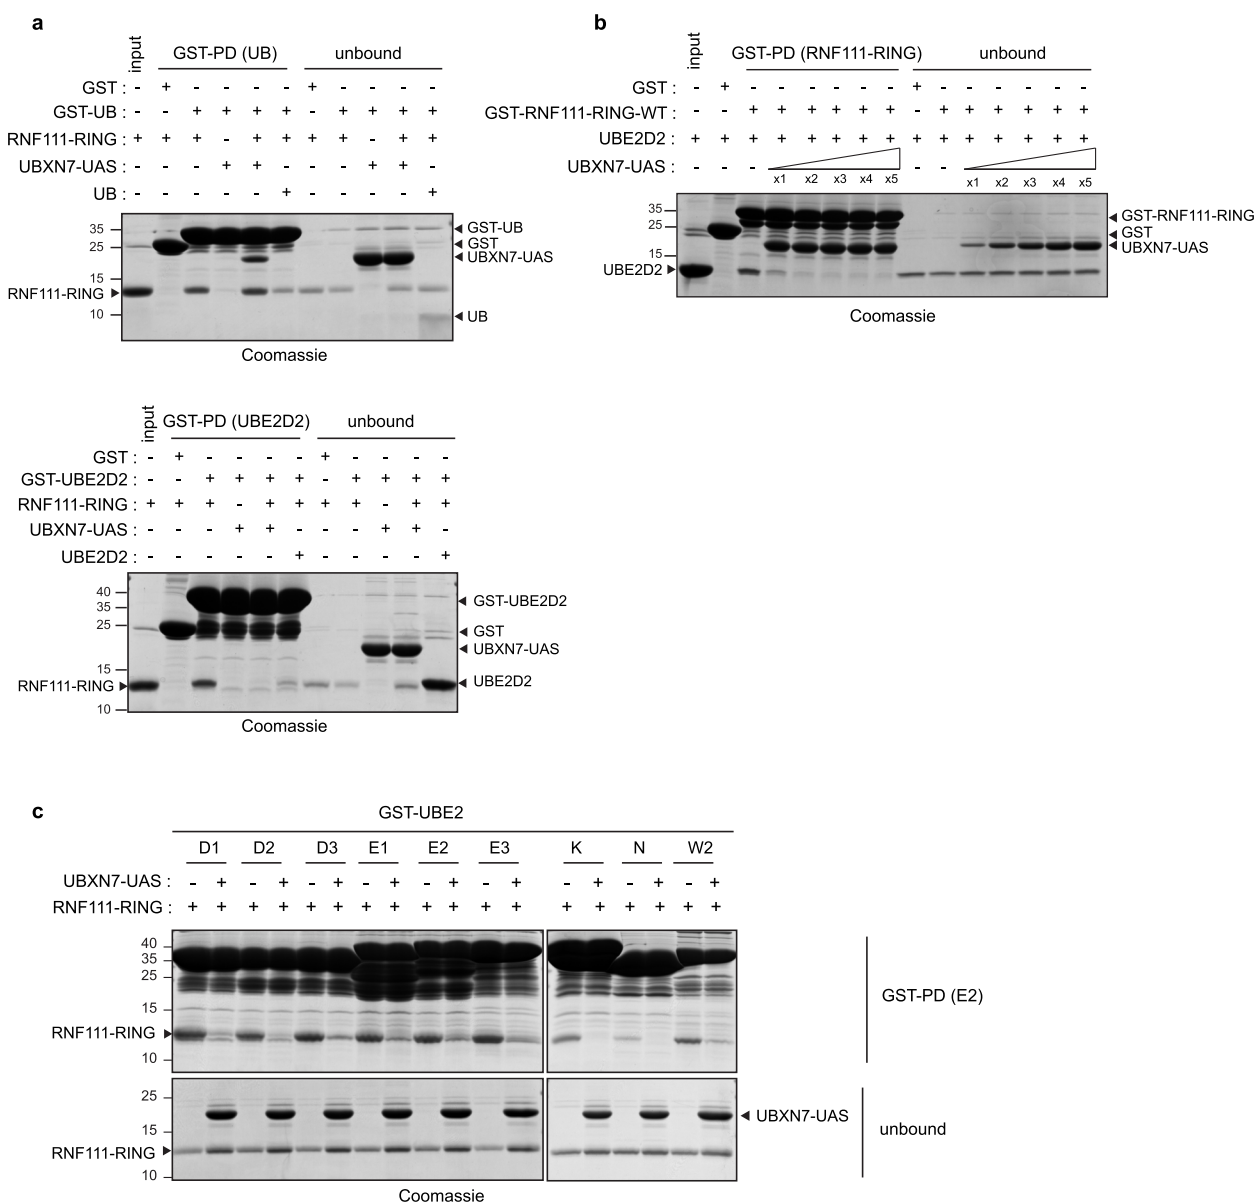 a
input
GST-PD (UB)
unbound
GST : - + - - - - + - - - -
GST-UB : - - + + + + - + + + +
RNF111-RING : + + + - + + + + - + +
UBXN7-UAS : - - - + + - - - + + -
UB : - - - - - + - - - - +
35
25
15
10
RNF111-RING
GST-UB
GST
UBXN7-UAS
UB
Coomassie
b
input
GST-PD (RNF111-RING)
unbound
GST : - + - - - - - - + - - - - - -
GST-RNF111-RING-WT : - - + + + + + + - + + + + + +
UBE2D2 : + + + + + + + + + + + + + + +
UBXN7-UAS : - - - x1 x2 x3 x4 x5 - - x1 x2 x3 x4 x5
35
25
15
UBE2D2
GST-RNF111-RING
GST
UBXN7-UAS
Coomassie
input
GST-PD (UBE2D2)
unbound
GST : - + - - - - + - - - -
GST-UBE2D2 : - - + + + + - + + + +
RNF111-RING : + + + - + + + + - + +
UBXN7-UAS : - - - + + - - - + + -
UBE2D2 : - - - - - + - - - - +
40
35
25
15
10
RNF111-RING
GST-UBE2D2
GST
UBXN7-UAS
UBE2D2
Coomassie
c
GST-UBE2
D1 D2 D3 E1 E2 E3 K N W2
UBXN7-UAS : - + - + - + - + - + - + - + - + - +
RNF111-RING : + + + + + + + + + + + + + + + + + +
40
35
25
15
10
RNF111-RING
GST-PD (E2)
25
15
10
RNF111-RING
UBXN7-UAS
unbound
Coomassie